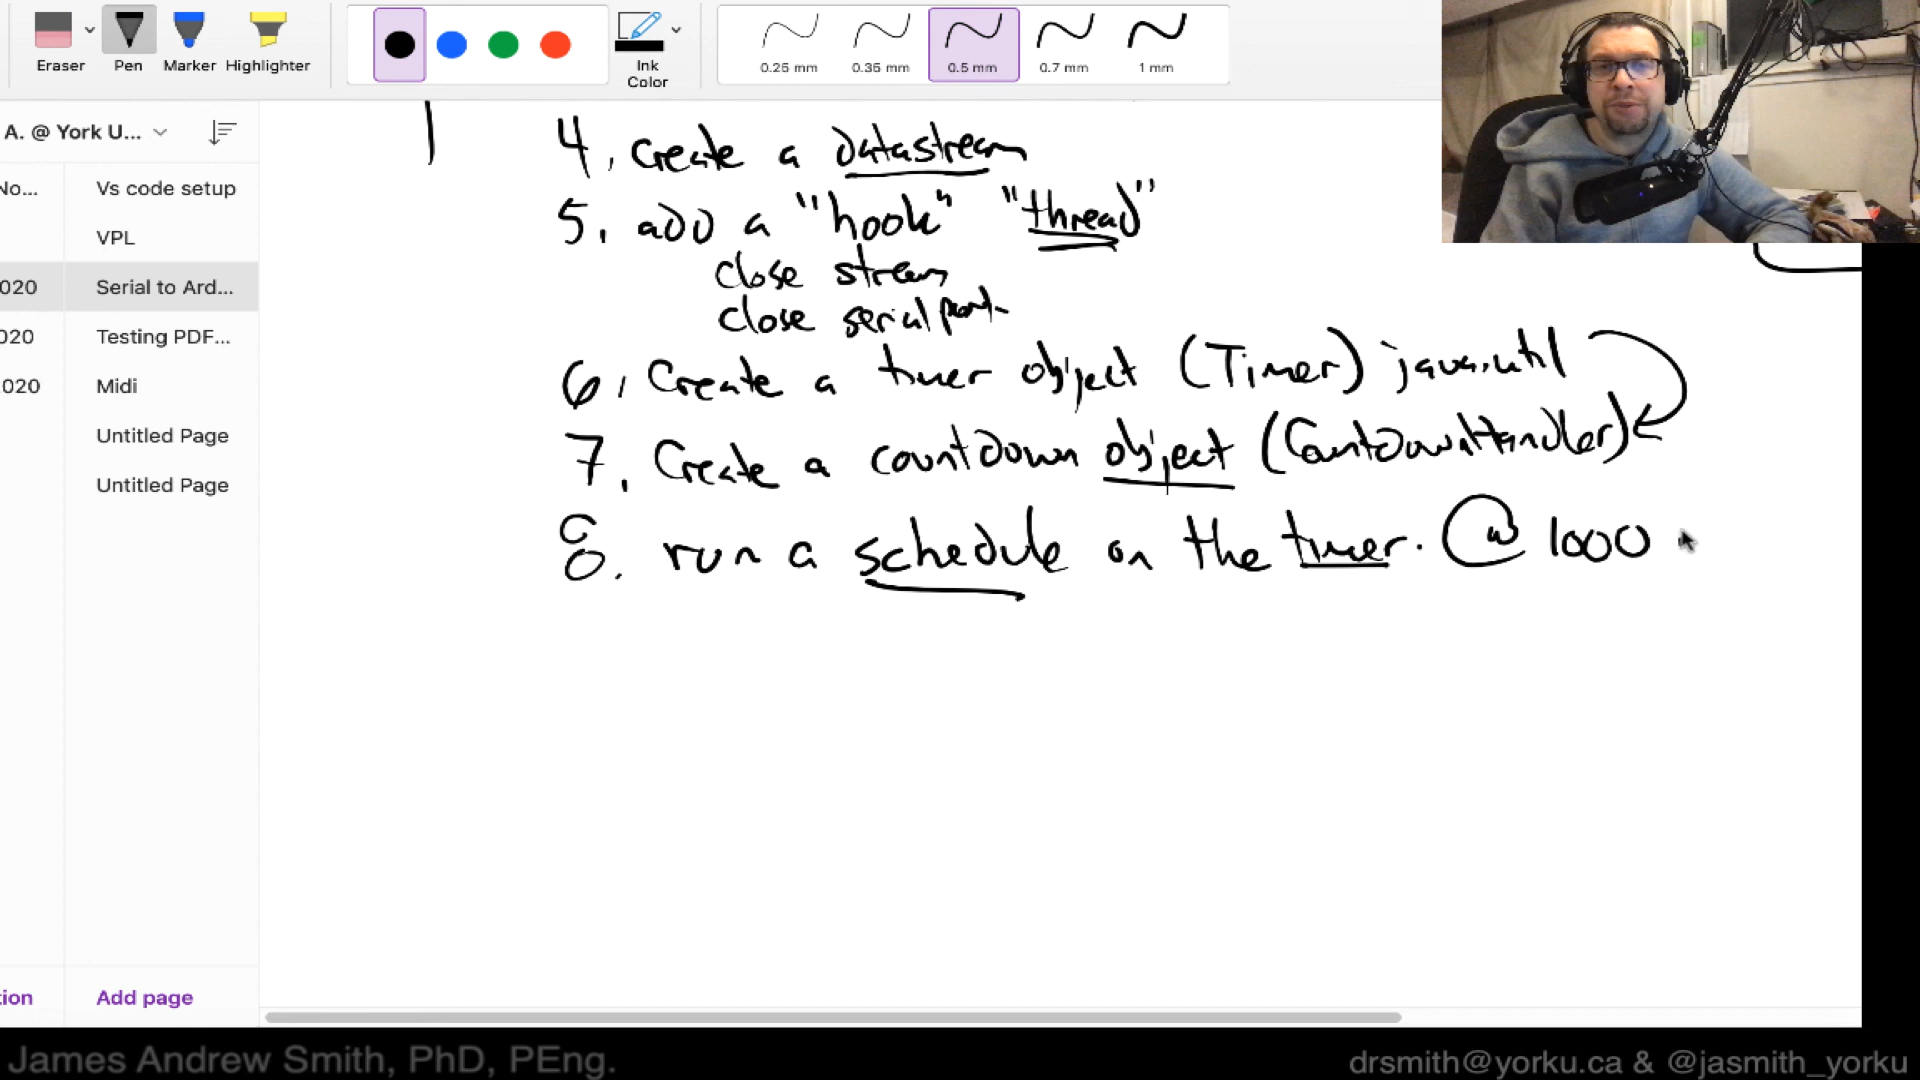 Eraser
Pen
Marker
Highlighter
Ink
Color
0.25 mm
0.35 mm
0.5 mm
0.7 mm
1 mm
A. @ York U...
No...
Vs code setup
VPL
020
Serial to Ard...
020
Testing PDF...
020
Midi
Untitled Page
Untitled Page
tion
Add page
4. create a datastream
5. add a "hook" "thread"
close stream
close serial port
6. Create a timer object (Timer) java.util
7. Create a countdown object (CountDownHandler)
8. run a schedule on the timer. @ 1000
James Andrew Smith, PhD, PEng.
drsmith@yorku.ca & @jasmith_yorku